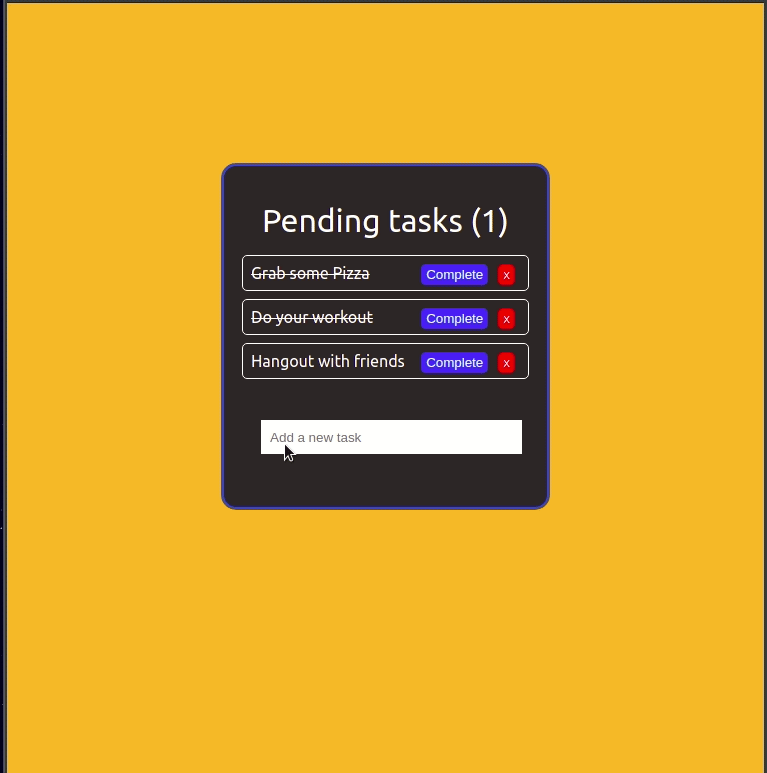 Pending tasks (1)
Grab some Pizza Complete x
Do your workout Complete x
Hangout with friends Complete x
Add a new task